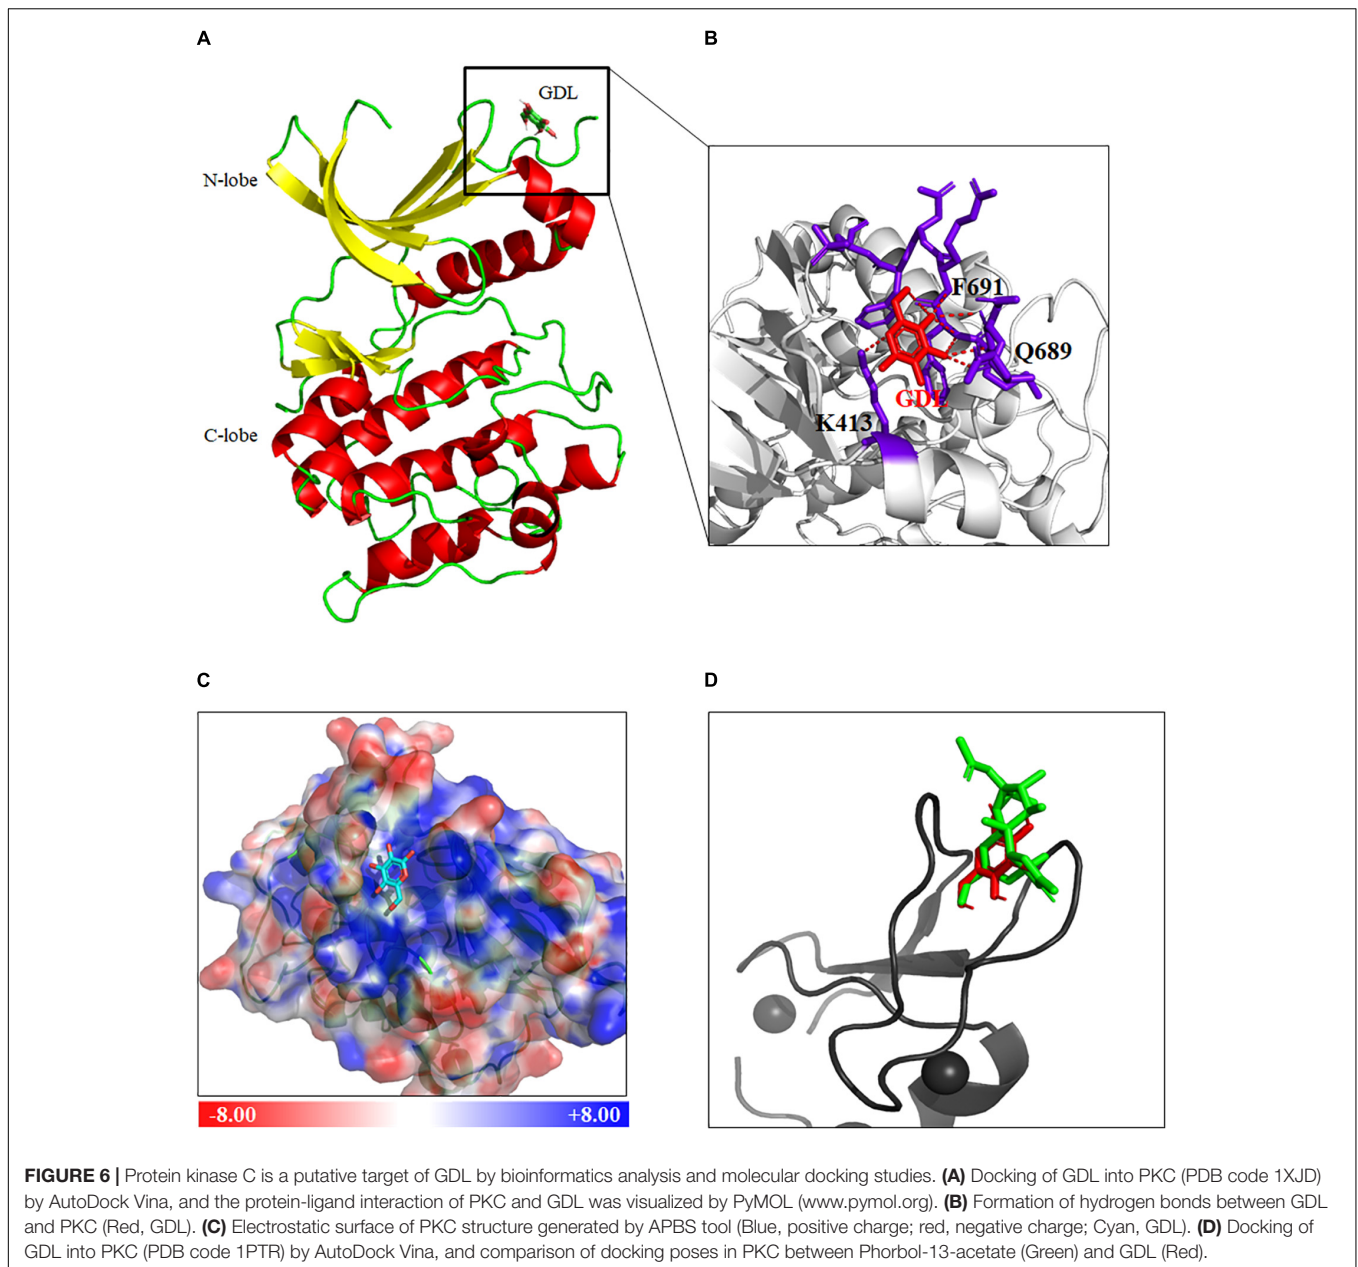 A
B
GDL
N-lobe
C-lobe
F691
Q689
GDL
K413
C
D
-8.00
+8.00
FIGURE 6 | Protein kinase C is a putative target of GDL by bioinformatics analysis and molecular docking studies. (A) Docking of GDL into PKC (PDB code 1XJD)
by AutoDock Vina, and the protein-ligand interaction of PKC and GDL was visualized by PyMOL (www.pymol.org). (B) Formation of hydrogen bonds between GDL
and PKC (Red, GDL). (C) Electrostatic surface of PKC structure generated by APBS tool (Blue, positive charge; red, negative charge; Cyan, GDL). (D) Docking of
GDL into PKC (PDB code 1PTR) by AutoDock Vina, and comparison of docking poses in PKC between Phorbol-13-acetate (Green) and GDL (Red).